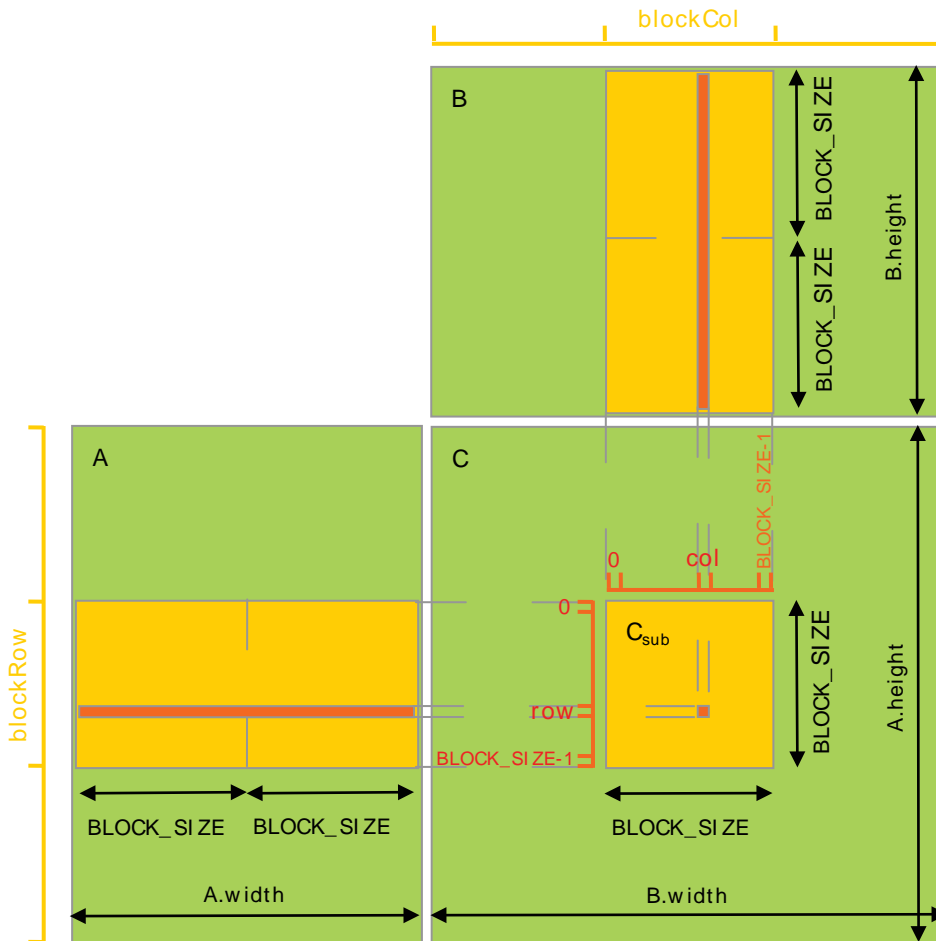 blockCol
B
BLOCK_SIZE
BLOCK_SIZE
B.height
A
C
BLOCK_SIZE-1
0
col
blockRow
0
row
BLOCK_SIZE-1
Csub
BLOCK_SIZE
A.height
BLOCK_SIZE
BLOCK_SIZE
BLOCK_SIZE
A.width
B.width